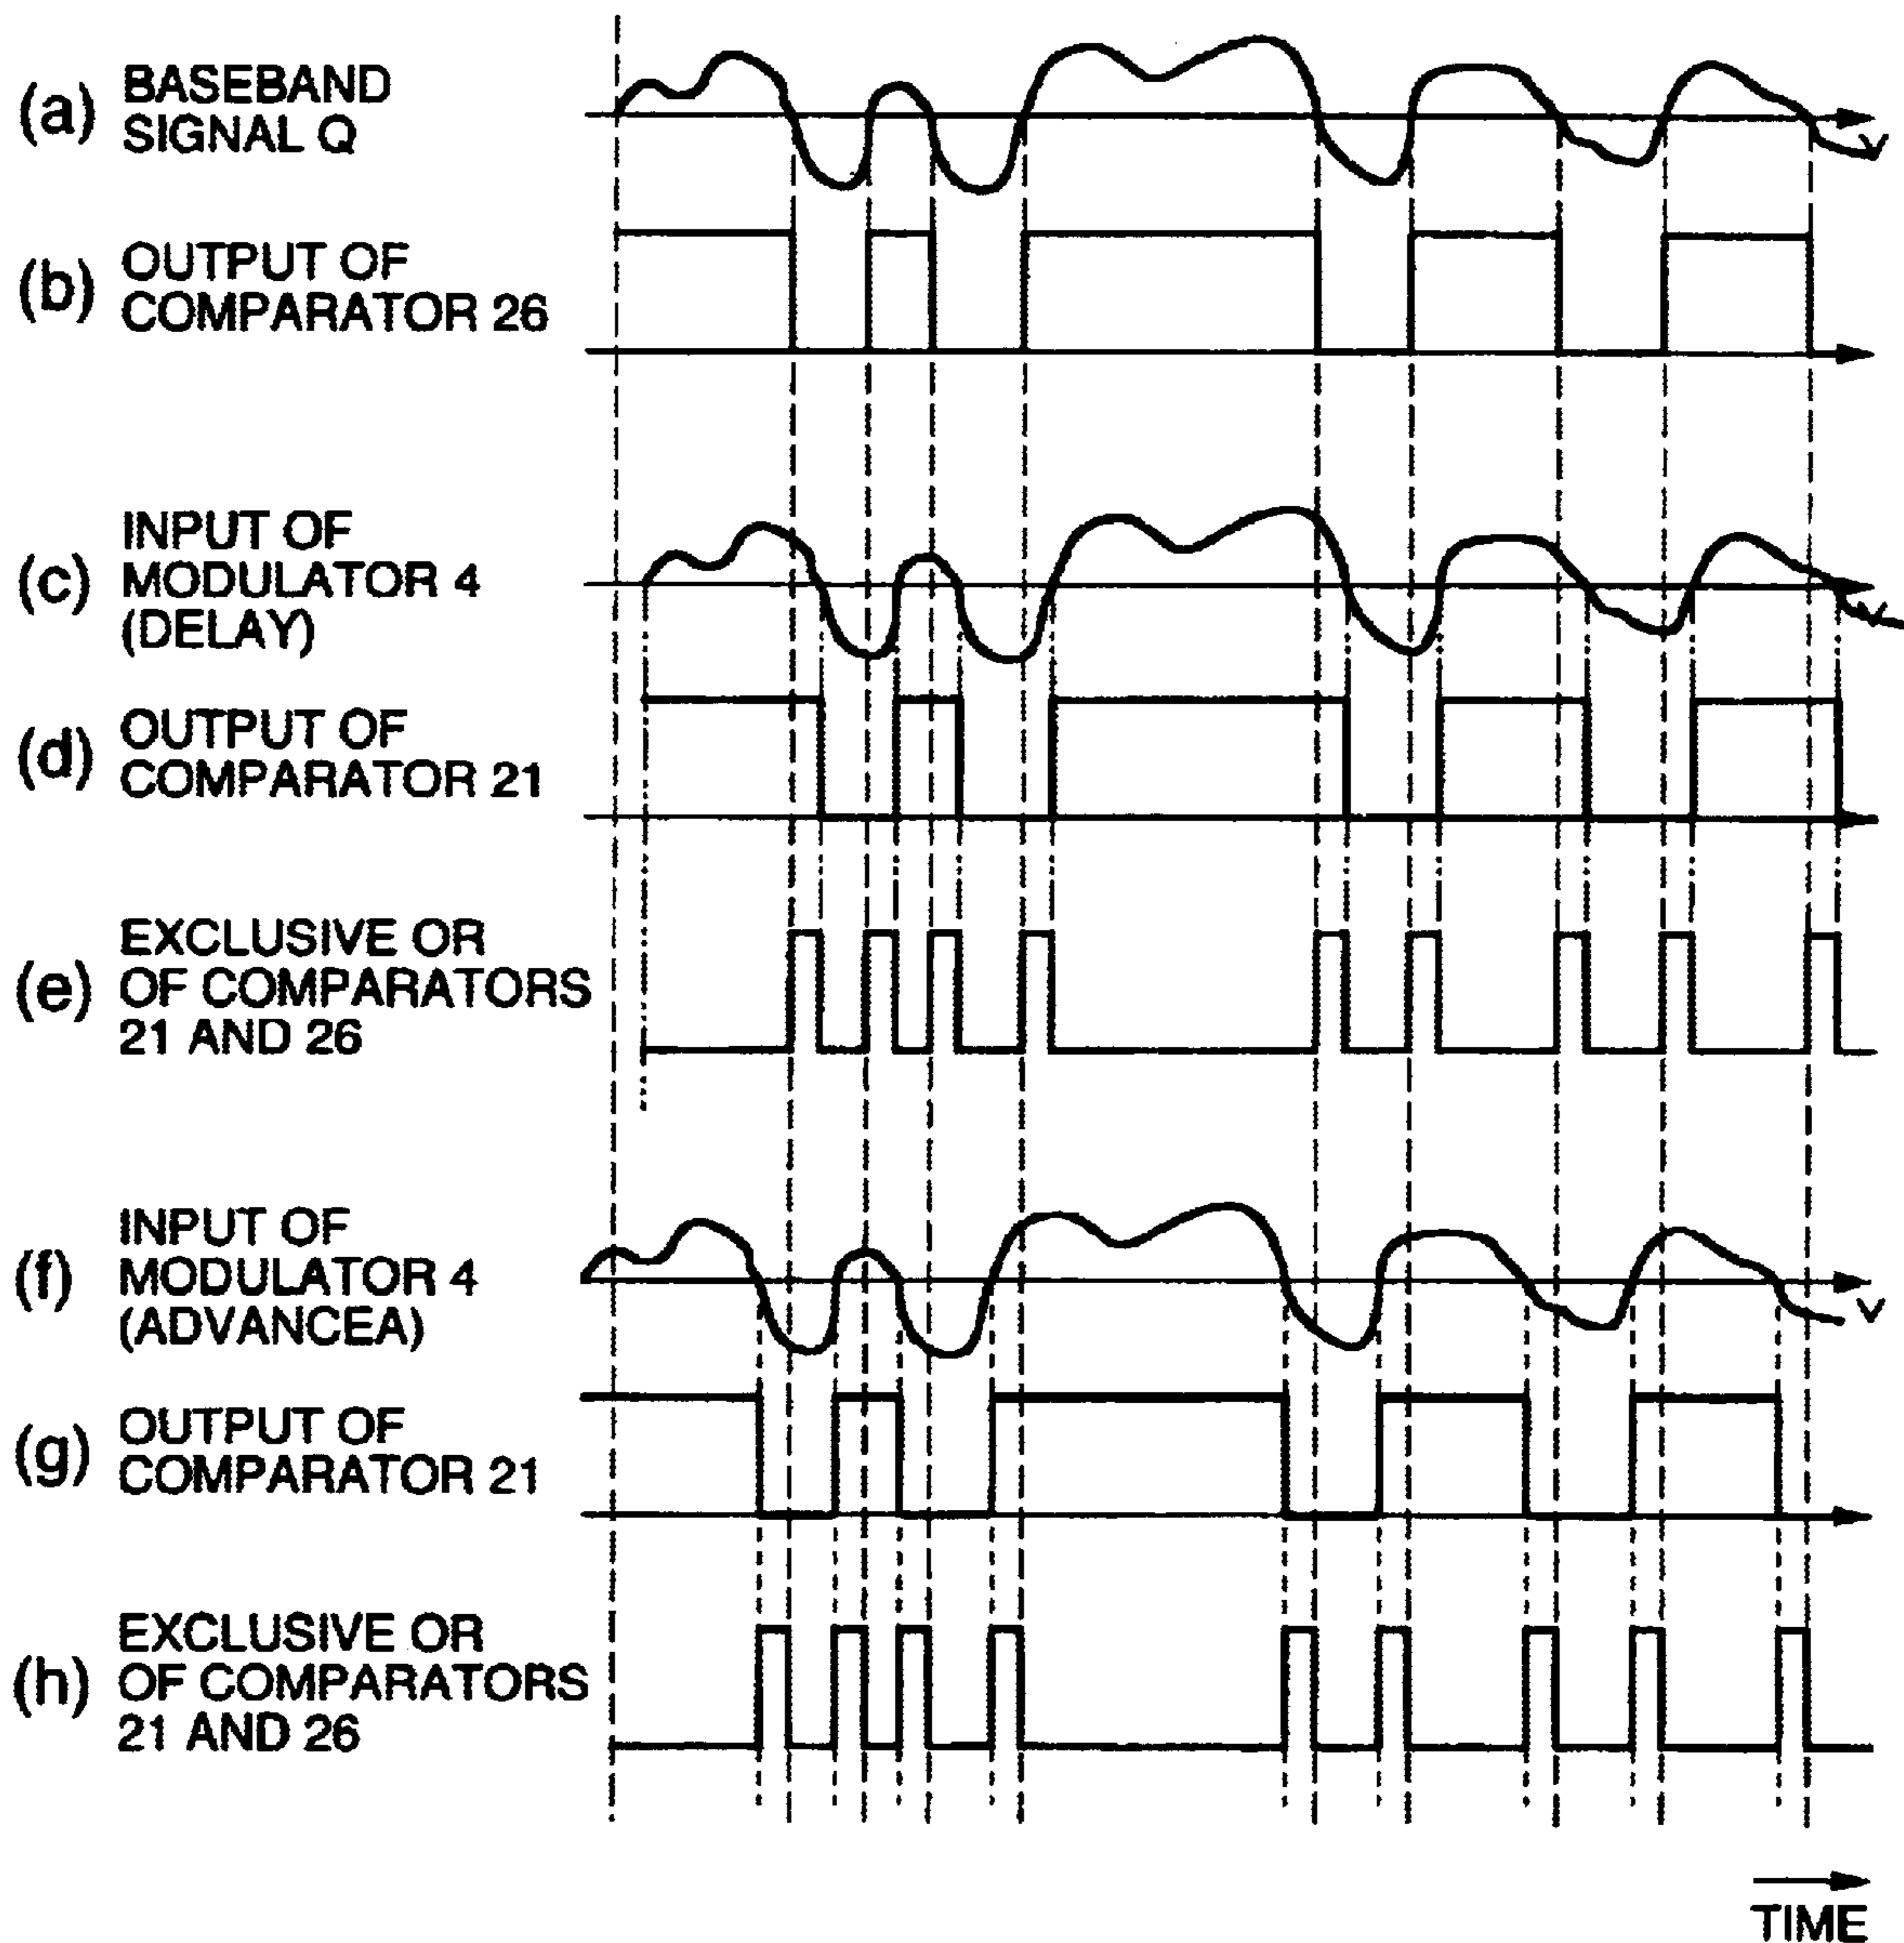 (a) BASEBAND
SIGNAL Q
(b) OUTPUT OF
COMPARATOR 26
(c) INPUT OF
MODULATOR 4
(DELAY)
(d) OUTPUT OF
COMPARATOR 21
(e) EXCLUSIVE OR
OF COMPARATORS
21 AND 26
(f) INPUT OF
MODULATOR 4
(ADVANCEA)
(g) OUTPUT OF
COMPARATOR 21
(h) EXCLUSIVE OR
OF COMPARATORS
21 AND 26
TIME